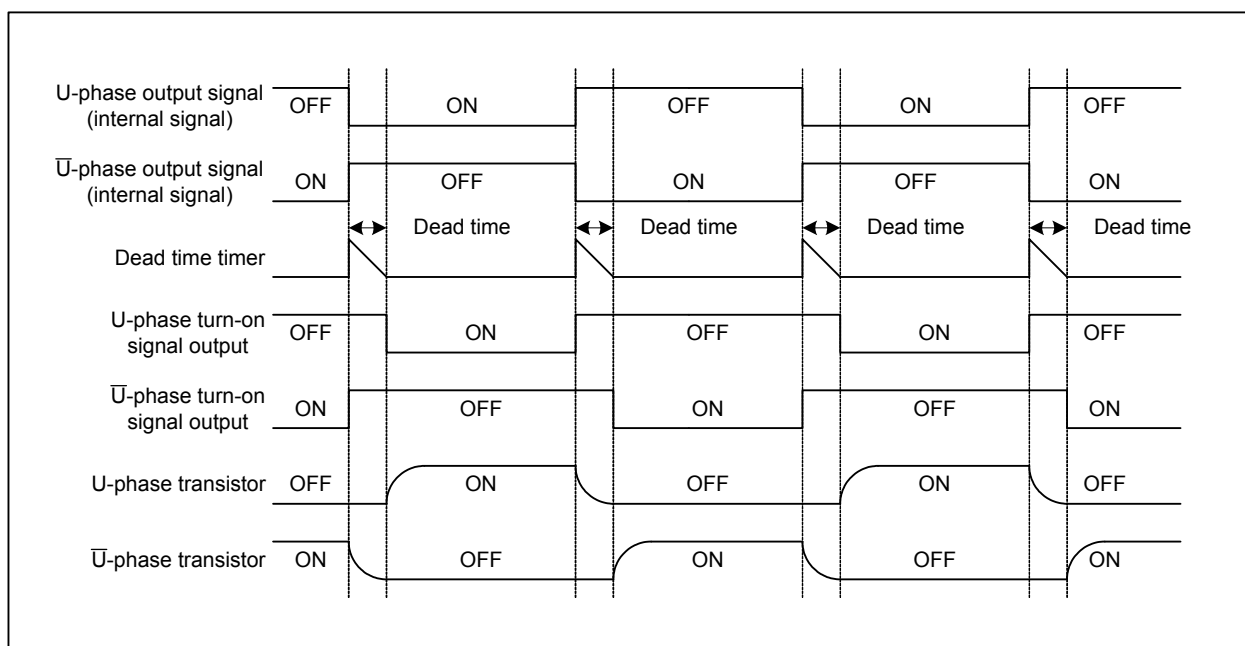 U-phase output signal
(internal signal)
OFF ON OFF ON OFF
U̅-phase output signal
(internal signal)
ON OFF ON OFF ON
Dead time Dead time Dead time Dead time
Dead time timer
U-phase turn-on
signal output
OFF ON OFF ON OFF
U̅-phase turn-on
signal output
ON OFF ON OFF ON
U-phase transistor OFF ON OFF ON OFF
U̅-phase transistor ON OFF ON OFF ON